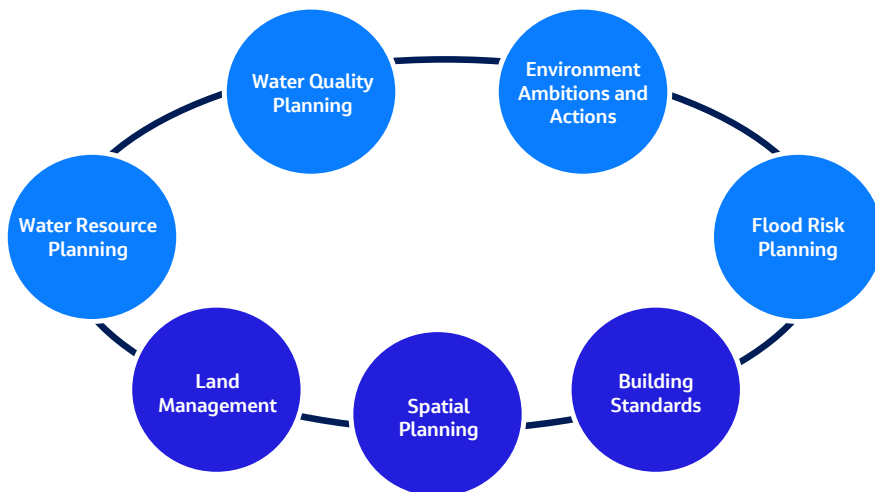 Water Quality
Planning
Environment
Ambitions and
Actions
Water Resource
Planning
Flood Risk
Planning
Land
Management
Spatial
Planning
Building
Standards